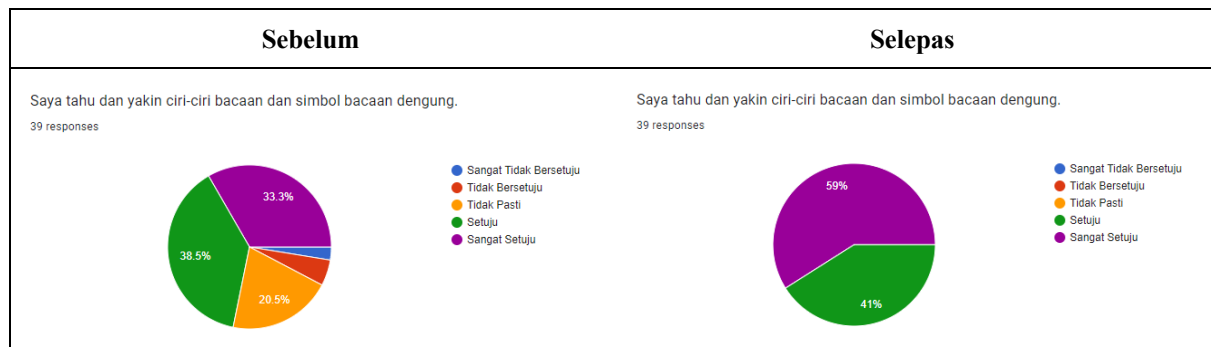 Sebelum
Selepas
Saya tahu dan yakin ciri-ciri bacaan dan simbol bacaan dengung.
39 responses
33.3%
38.5%
20.5%
Sangat Tidak Bersetuju
Tidak Bersetuju
Tidak Pasti
Setuju
Sangat Setuju
Saya tahu dan yakin ciri-ciri bacaan dan simbol bacaan dengung.
39 responses
59%
41%
Sangat Tidak Bersetuju
Tidak Bersetuju
Tidak Pasti
Setuju
Sangat Setuju